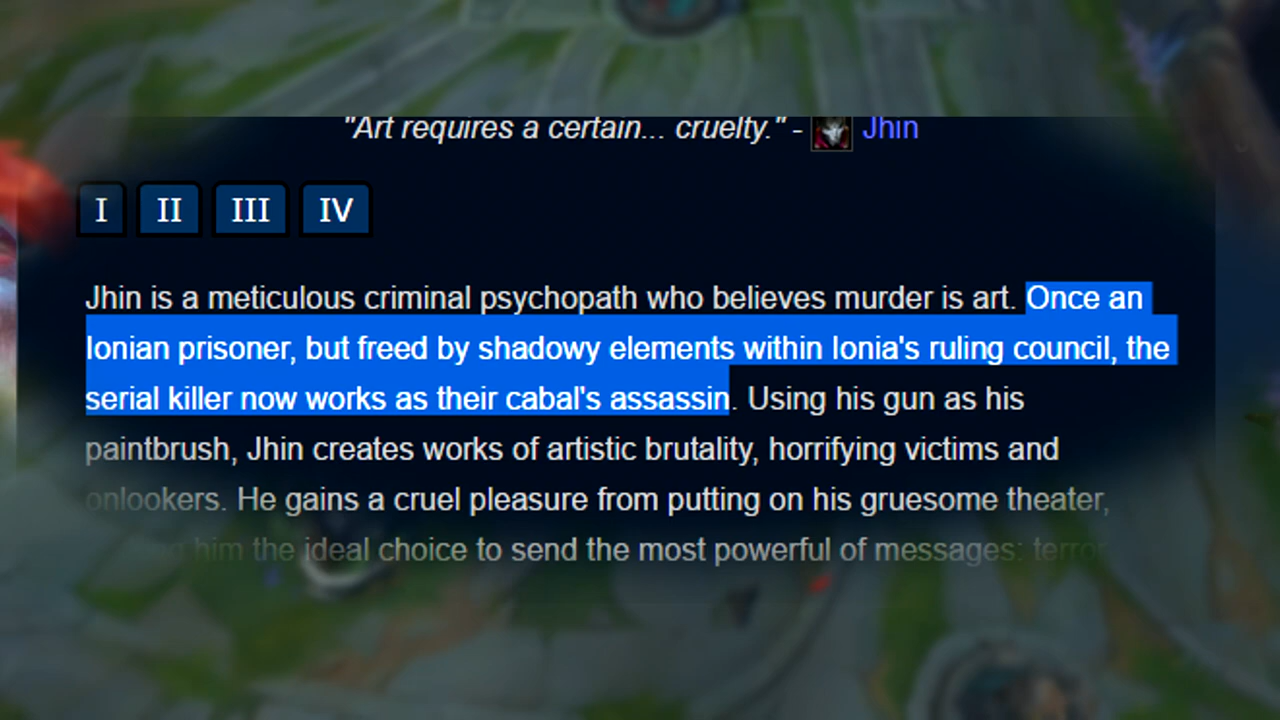 "Art requires a certain... cruelty." - Jhin
I II III IV
Jhin is a meticulous criminal psychopath who believes murder is art. Once an
Ionian prisoner, but freed by shadowy elements within Ionia's ruling council, the
serial killer now works as their cabal's assassin. Using his gun as his
paintbrush, Jhin creates works of artistic brutality, horrifying victims and
onlookers. He gains a cruel pleasure from putting on his gruesome theater,
him the ideal choice to send the most powerful of messages: terror